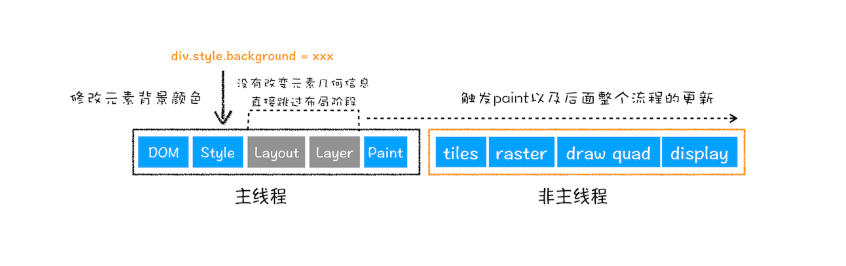 div.style.background = xxx
修改元素背景颜色
没有改变元素几何信息
直接跳过布局阶段
触发paint以及后面整个流程的更新
DOM Style Layout Layer Paint
tiles raster draw quad display
主线程
非主线程